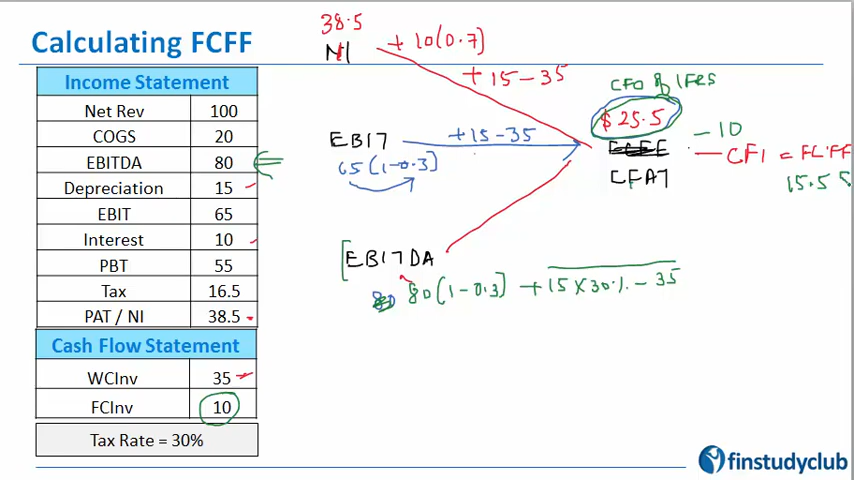 Calculating FCFF
Income Statement
Net Rev 100
COGS 20
EBITDA 80
Depreciation 15
EBIT 65
Interest 10
PBT 55
Tax 16.5
PAT / NI 38.5
Cash Flow Statement
WCInv 35
FCInv 10
Tax Rate = 30%
38.5
NI + 10(0.7)
+ 15 - 35
CFO of IFRS
$ 25.5
- 10
EBIT + 15 - 35
65(1-0.3)
FCFF - CFI = FCFF
CFAT 15.5
EBITDA
80 80(1-0.3) + 15 X 30% - 35
finstudyclub